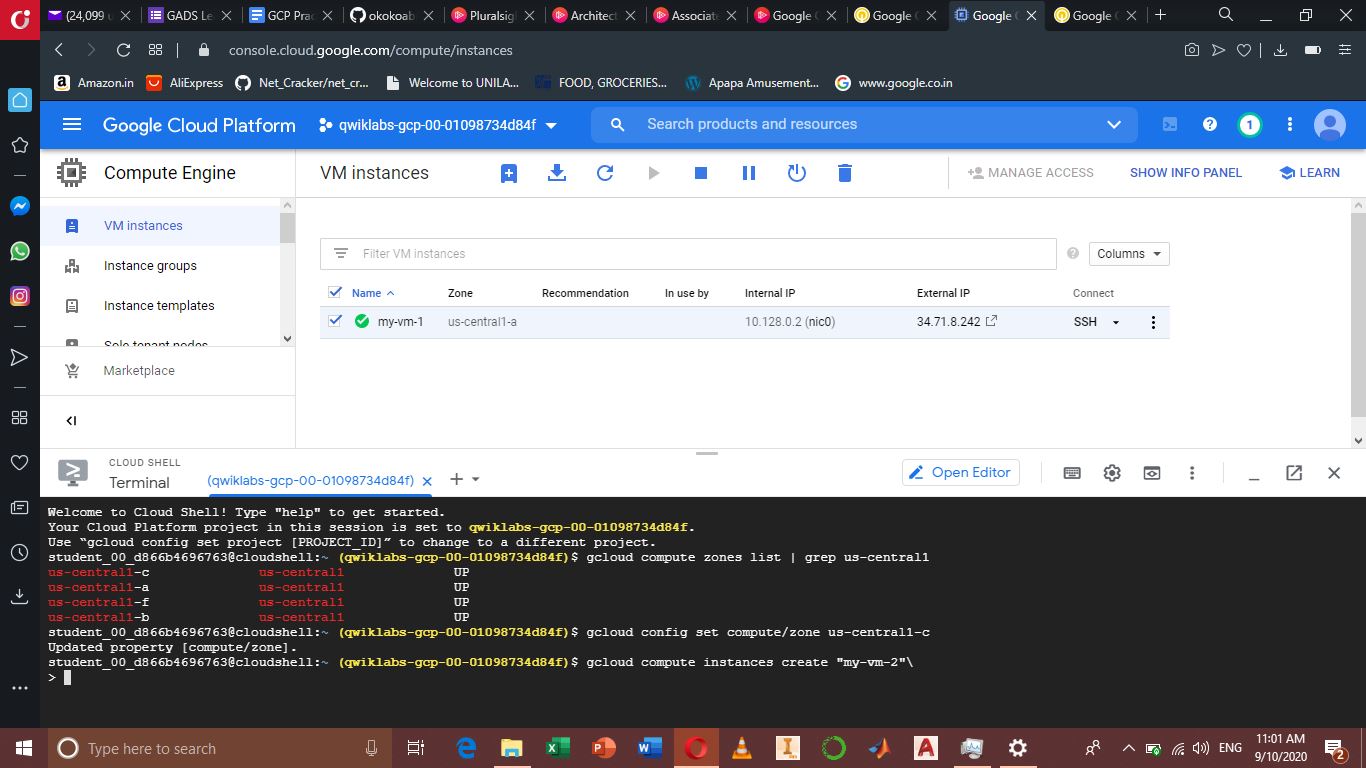 (24,099 u
GADS Le
GCP Prac
okokoab
Pluralsig
Architect
Associate
Google C
Google C
Google C
Google C
console.cloud.google.com/compute/instances
Amazon.in
AliExpress
Net_Cracker/net_cr...
Welcome to UNILA...
FOOD, GROCERIES...
Apapa Amusement...
www.google.co.in
Google Cloud Platform
qwiklabs-gcp-00-01098734d84f
Search products and resources
1
Compute Engine
VM instances
MANAGE ACCESS
SHOW INFO PANEL
LEARN
VM instances
Instance groups
Instance templates
Sole tenant nodes
Marketplace
Filter VM instances
Columns
Name Zone Recommendation In use by Internal IP External IP Connect
my-vm-1 us-central1-a 10.128.0.2 (nic0) 34.71.8.242 SSH
CLOUD SHELL
Terminal
(qwiklabs-gcp-00-01098734d84f)
Open Editor
Welcome to Cloud Shell! Type "help" to get started.
Your Cloud Platform project in this session is set to qwiklabs-gcp-00-01098734d84f.
Use “gcloud config set project [PROJECT_ID]” to change to a different project.
student_00_d866b4696763@cloudshell:~ (qwiklabs-gcp-00-01098734d84f)$ gcloud compute zones list | grep us-central1
us-central1-c us-central1 UP
us-central1-a us-central1 UP
us-central1-f us-central1 UP
us-central1-b us-central1 UP
student_00_d866b4696763@cloudshell:~ (qwiklabs-gcp-00-01098734d84f)$ gcloud config set compute/zone us-central1-c
Updated property [compute/zone].
student_00_d866b4696763@cloudshell:~ (qwiklabs-gcp-00-01098734d84f)$ gcloud compute instances create "my-vm-2"\
>
Type here to search
ENG
11:01 AM
9/10/2020
2